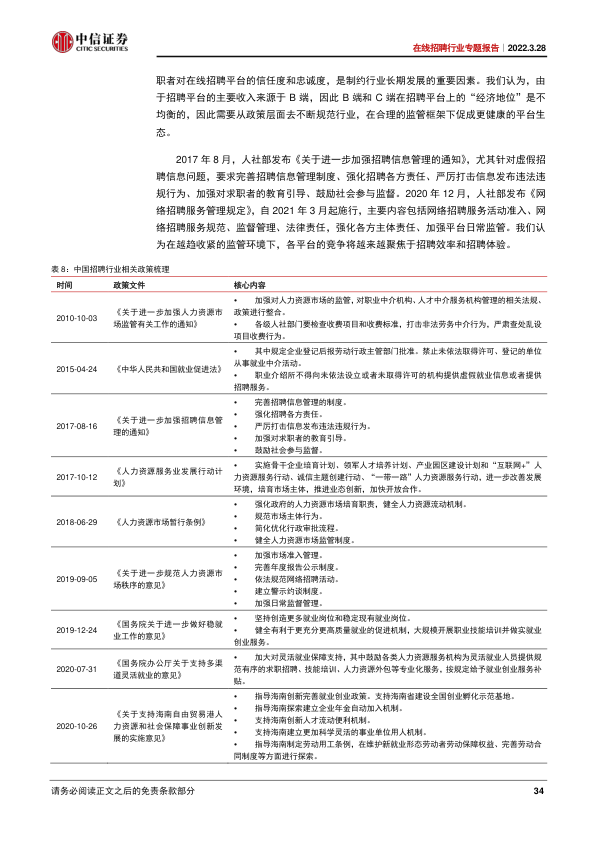 中信证券
CITIC SECURITIES
在线招聘行业专题报告｜2022.3.28
职者对在线招聘平台的信任度和忠诚度，是制约行业长期发展的重要因素。我们认为，由
于招聘平台的主要收入来源于 B 端，因此 B 端和 C 端在招聘平台上的“经济地位”是不
均衡的，因此需要从政策层面去不断规范行业，在合理的监管框架下促成更健康的平台生
态。
2017 年 8 月，人社部发布《关于进一步加强招聘信息管理的通知》，尤其针对虚假招
聘信息问题，要求完善招聘信息管理制度、强化招聘各方责任、严厉打击信息发布违法违
规行为、加强对求职者的教育引导、鼓励社会参与监督。2020 年 12 月，人社部发布《网
络招聘服务管理规定》，自 2021 年 3 月起施行，主要内容包括网络招聘服务活动准入、网
络招聘服务规范、监督管理、法律责任，强化各方主体责任、加强平台日常监管。我们认
为在越趋收紧的监管环境下，各平台的竞争将越来越聚焦于招聘效率和招聘体验。
表 8：中国招聘行业相关政策梳理
时间 政策文件 核心内容
2010-10-03
《关于进一步加强人力资源市
场监管有关工作的通知》
• 加强对人力资源市场的监管，对职业中介机构、人才中介服务机构管理的相关法规、
政策进行整合。
• 各级人社部门要检查收费项目和收费标准，打击非法劳务中介行为，严肃查处乱设
项目收费行为。
2015-04-24
《中华人民共和国就业促进法》
• 其中规定企业登记后报劳动行政主管部门批准。禁止未依法取得许可、登记的单位
从事就业中介活动。
• 职业介绍所不得向未依法设立或者未取得许可的机构提供虚假就业信息或者提供
招聘服务。
2017-08-16
《关于进一步加强招聘信息管
理的通知》
• 完善招聘信息管理的制度。
• 强化招聘各方责任。
• 严厉打击信息发布违法违规行为。
• 加强对求职者的教育引导。
• 鼓励社会参与监督。
2017-10-12
《人力资源服务业发展行动计
划》
• 实施骨干企业培育计划、领军人才培养计划、产业园区建设计划和“互联网+”人
力资源服务行动、诚信主题创建行动、“一带一路”人力资源服务行动，进一步改善发展
环境，培育市场主体，推进业态创新，加快开放合作。
2018-06-29
《人力资源市场暂行条例》
• 强化政府的人力资源市场培育职责，健全人力资源流动机制。
• 规范市场主体行为。
• 简化优化行政审批流程。
• 健全人力资源市场监管制度。
2019-09-05
《关于进一步规范人力资源市
场秩序的意见》
• 加强市场准入管理。
• 完善年度报告公示制度。
• 依法规范网络招聘活动。
• 建立警示约谈制度。
• 加强日常监督管理。
2019-12-24
《国务院关于进一步做好稳就
业工作的意见》
• 坚持创造更多就业岗位和稳定现有就业岗位。
• 健全有利于更充分更高质量就业的促进机制，大规模开展职业技能培训并做实就业
创业服务。
2020-07-31
《国务院办公厅关于支持多渠
道灵活就业的意见》
• 加大对灵活就业保障支持，其中鼓励各类人力资源服务机构为灵活就业人员提供规
范有序的求职招聘、技能培训、人力资源外包等专业化服务，按规定给予就业创业服务补
贴。
2020-10-26
《关于支持海南自由贸易港人
力资源和社会保障事业创新发
展的实施意见》
• 指导海南创新完善就业创业政策。支持海南省建设全国创业孵化示范基地。
• 指导海南探索建立企业年金自动加入机制。
• 支持海南创新人才流动便利机制。
• 支持海南建立更加科学灵活的事业单位用人机制。
• 指导海南制定劳动用工条例，在维护新就业形态劳动者劳动保障权益、完善劳动合
同制度等方面进行探索。
请务必阅读正文之后的免责条款部分
34